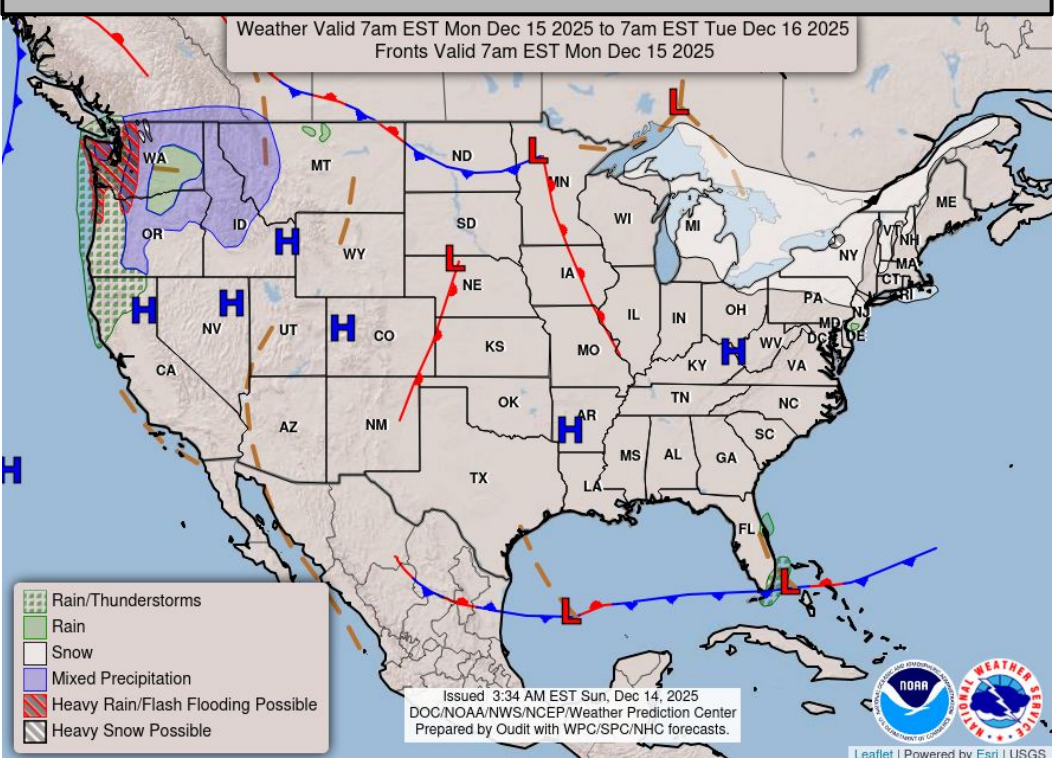 Weather Valid 7am EST Mon Dec 15 2025 to 7am EST Tue Dec 16 2025
Fronts Valid 7am EST Mon Dec 15 2025
L
WA
MT
ND
L
MN
ME
OR
ID
H
SD
WI
MI
VT
NH
NY
MA
CT
RI
WY
L
NE
IA
PA
NJ
H
H
NV
UT
H
CO
IL
IN
OH
MD
DE
DC
WV
H
VA
KS
MO
KY
CA
AZ
NM
OK
AR
H
TN
NC
SC
H
TX
LA
MS
AL
GA
FL
L
L
Rain/Thunderstorms
Rain
Snow
Mixed Precipitation
Heavy Rain/Flash Flooding Possible
Heavy Snow Possible
Issued 3:34 AM EST Sun, Dec 14, 2025
DOC/NOAA/NWS/NCEP/Weather Prediction Center
Prepared by Oudit with WPC/SPC/NHC forecasts.
NOAA
NATIONAL WEATHER SERVICE
Leaflet | Powered by Esri | USGS